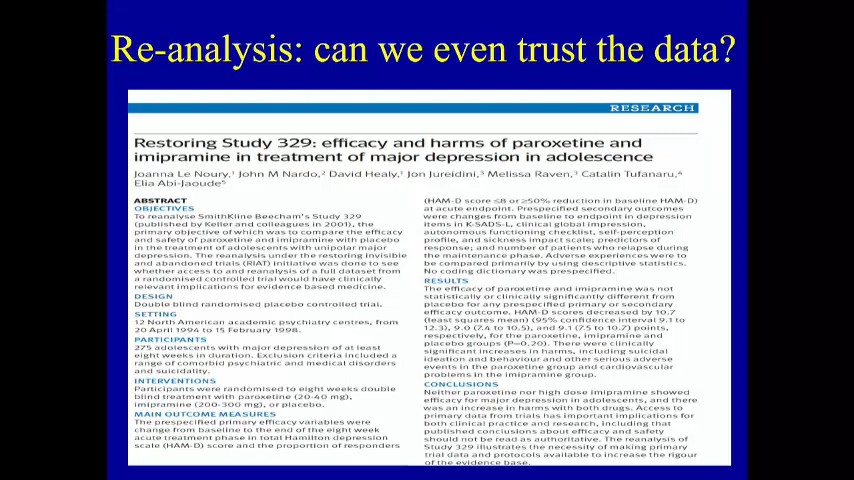 Re-analysis: can we even trust the data?
RESEARCH
Restoring Study 329: efficacy and harms of paroxetine and
imipramine in treatment of major depression in adolescence
Joanna Le Noury,¹ John M Nardo,² David Healy,¹ Jon Jureidini,³ Melissa Raven,³ Catalin Tufanaru,⁴
Elia Abi-Jaoude⁵
ABSTRACT
OBJECTIVES
To reanalyse SmithKline Beecham's Study 329
(published by Keller and colleagues in 2001), the
primary objective of which was to compare the efficacy
and safety of paroxetine and imipramine with placebo
in the treatment of adolescents with unipolar major
depression. The reanalysis under the restoring invisible
and abandoned trials (RIAT) initiative was done to see
whether access to and reanalysis of a full dataset from
a randomised controlled trial would have clinically
relevant implications for evidence based medicine.
DESIGN
Double blind randomised placebo controlled trial.
SETTING
12 North American academic psychiatry centres, from
20 April 1994 to 15 February 1998.
PARTICIPANTS
275 adolescents with major depression of at least
eight weeks in duration. Exclusion criteria included a
range of comorbid psychiatric and medical disorders
and suicidality.
INTERVENTIONS
Participants were randomised to eight weeks double
blind treatment with paroxetine (20-40 mg),
imipramine (200-300 mg), or placebo.
MAIN OUTCOME MEASURES
The prespecified primary efficacy variables were
change from baseline to the end of the eight week
acute treatment phase in total Hamilton depression
scale (HAM-D) score and the proportion of responders
(HAM-D score ≤8 or ≥50% reduction in baseline HAM-D)
at acute endpoint. Prespecified secondary outcomes
were changes from baseline to endpoint in depression
items in K-SADS-L, clinical global impression,
autonomous functioning checklist, self-perception
profile, and sickness impact scale; predictors of
response; and number of patients who relapse during
the maintenance phase. Adverse experiences were to
be compared primarily by using descriptive statistics.
No coding dictionary was prespecified.
RESULTS
The efficacy of paroxetine and imipramine was not
statistically or clinically significantly different from
placebo for any prespecified primary or secondary
efficacy outcome. HAM-D scores decreased by 10.7
(least squares mean) (95% confidence interval 9.1 to
12.3), 9.0 (7.4 to 10.5), and 9.1 (7.5 to 10.7) points,
respectively, for the paroxetine, imipramine and
placebo groups (P=0.20). There were clinically
significant increases in harms, including suicidal
ideation and behaviour and other serious adverse
events in the paroxetine group and cardiovascular
problems in the imipramine group.
CONCLUSIONS
Neither paroxetine nor high dose imipramine showed
efficacy for major depression in adolescents, and there
was an increase in harms with both drugs. Access to
primary data from trials has important implications for
both clinical practice and research, including that
published conclusions about efficacy and safety
should not be read as authoritative. The reanalysis of
Study 329 illustrates the necessity of making primary
trial data and protocols available to increase the rigour
of the evidence base.